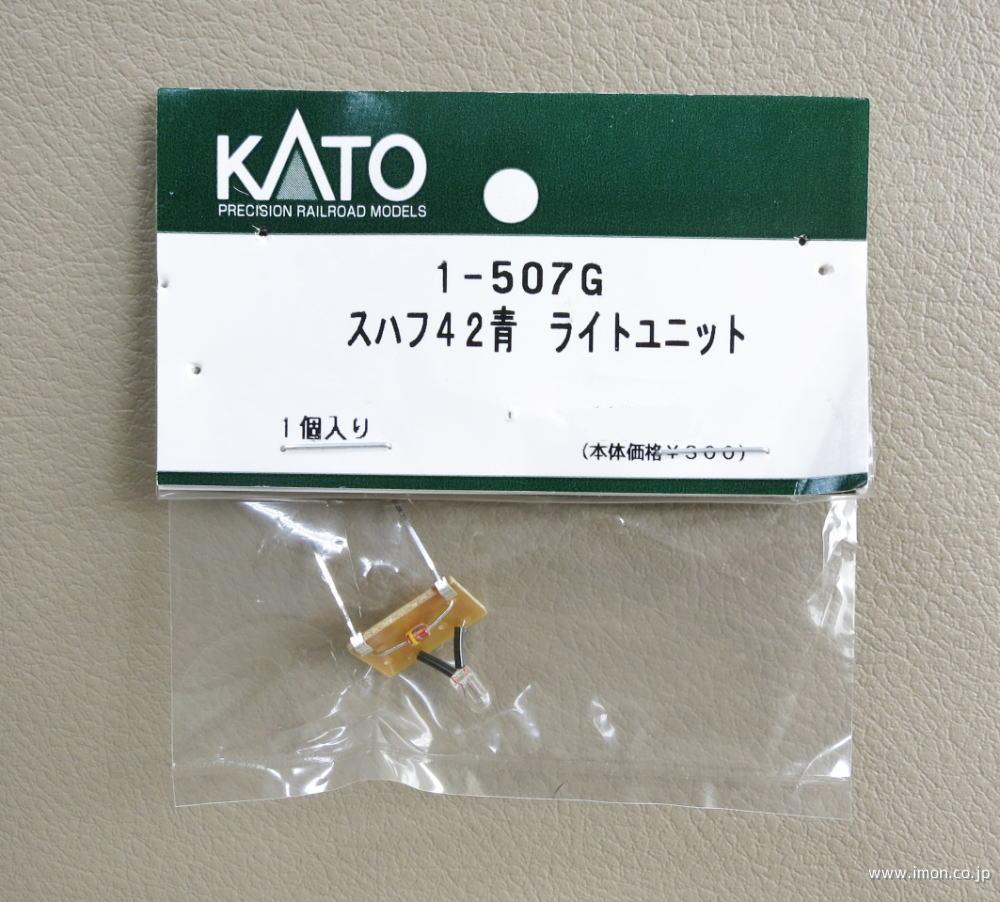 KATO
PRECISION RAILROAD MODELS
1-507G
スハフ42青 ライトユニット
1個入り
(本体価格¥300)
www.imon.co.jp